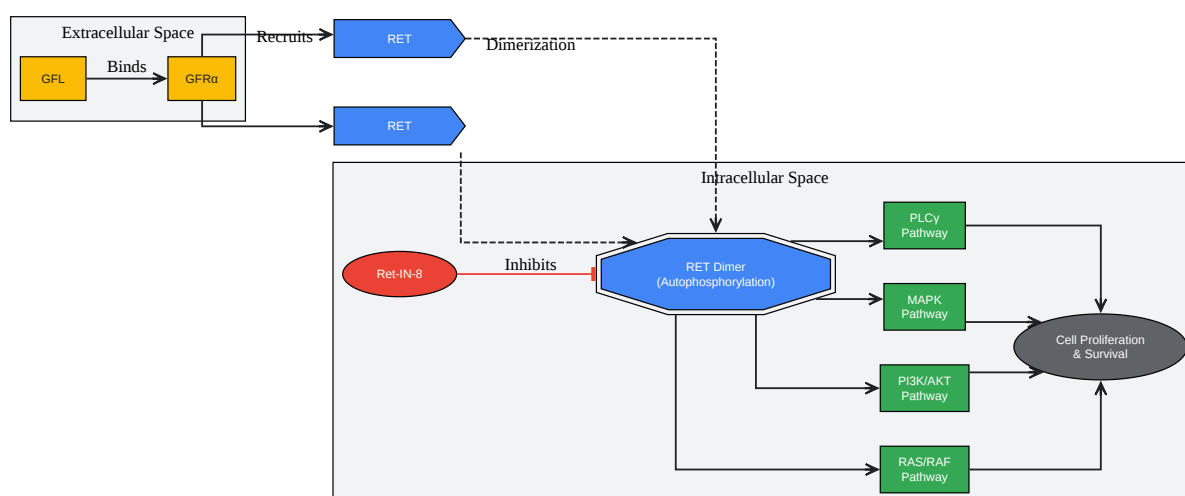 Extracellular Space
GFL
Binds
GFRα
Recruits
RET
Dimerization
RET
Intracellular Space
Ret-IN-8
Inhibits
RET Dimer
(Autophosphorylation)
PLCγ
Pathway
MAPK
Pathway
PI3K/AKT
Pathway
RAS/RAF
Pathway
Cell Proliferation
& Survival